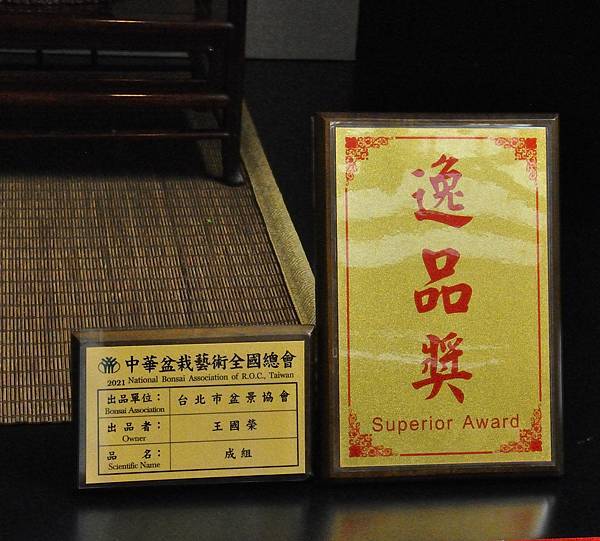 中華盆栽藝術全國總會
2021 National Bonsai Association of R.O.C., Taiwan
出品單位： 台北市盆景協會
Bonsai Association
出品者： 王國榮
Owner
品名： 成組
Scientific Name
逸品獎
Superior Award